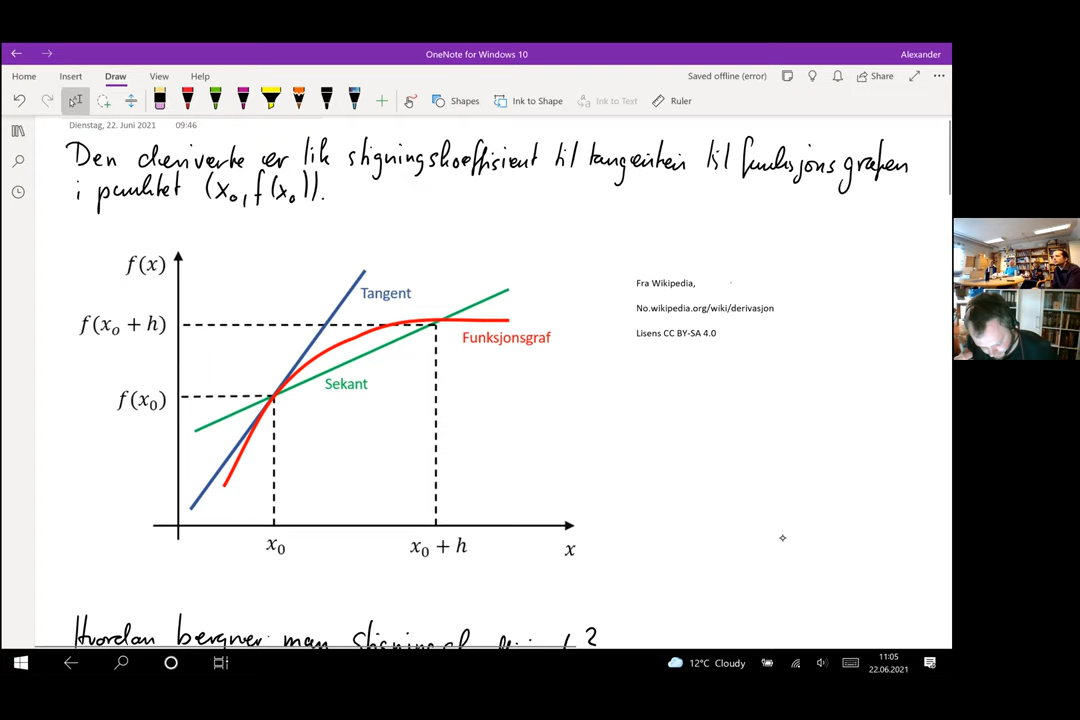 OneNote for Windows 10
Alexander
Home Insert Draw View Help
Saved offline (error) Share
Shapes Ink to Shape Ink to Text Ruler
Dienstag, 22. Juni 2021 09:46
Den deriverte er lik stigningskoeffisient til tangenten til funksjonsgrafen
i punktet (x₀, f(x₀)).
f(x)
Tangent
f(x₀ + h)
Funksjonsgraf
Sekant
f(x₀)
x₀
x₀ + h
x
Fra Wikipedia,
No.wikipedia.org/wiki/derivasjon
Lisens CC BY-SA 4.0
Hvordan bergner man
12°C Cloudy
11:05
22.06.2021